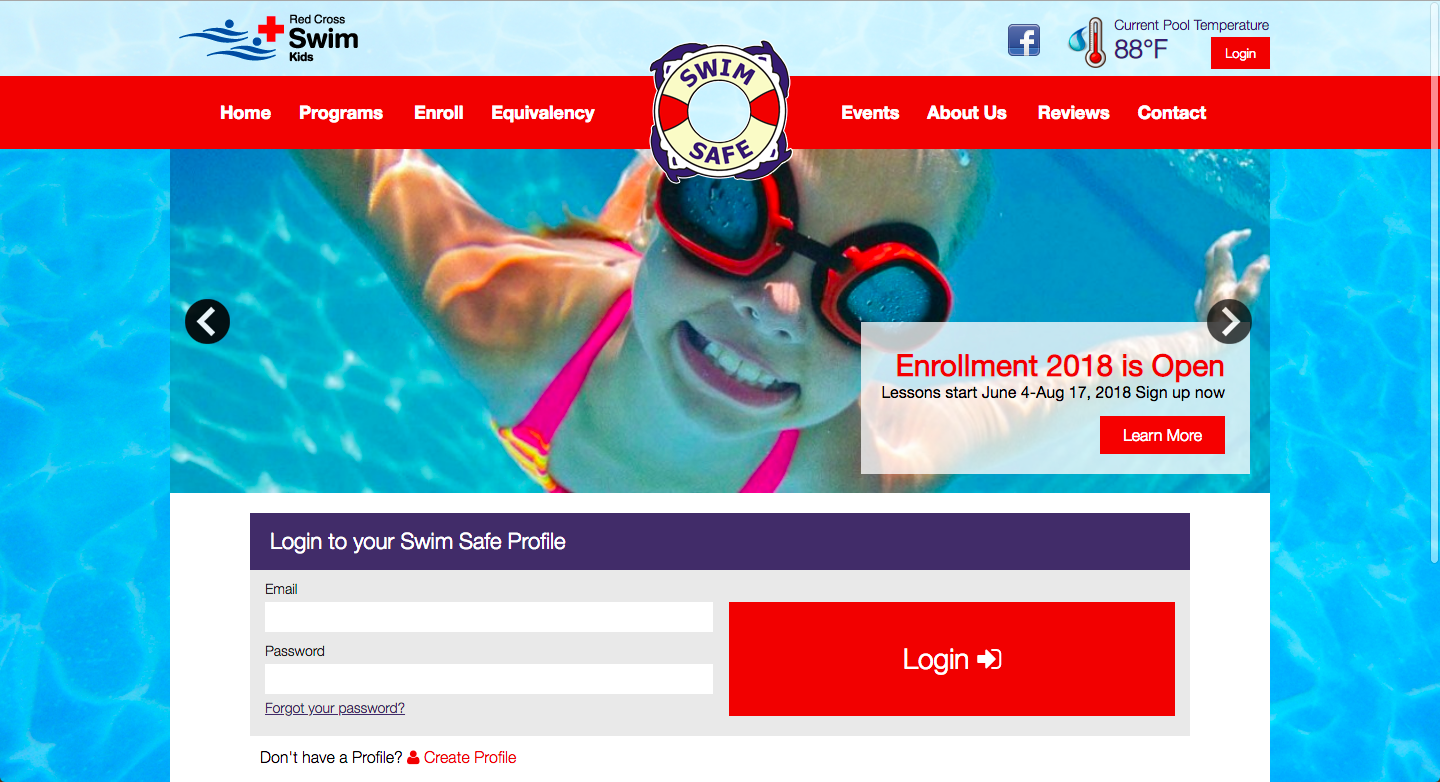 Red Cross
Swim
Kids
Current Pool Temperature
88°F
Login
Home Programs Enroll Equivalency
SWIM
SAFE
Events About Us Reviews Contact
Enrollment 2018 is Open
Lessons start June 4-Aug 17, 2018 Sign up now
Learn More
Login to your Swim Safe Profile
Email
Password
Login
Forgot your password?
Don't have a Profile? Create Profile